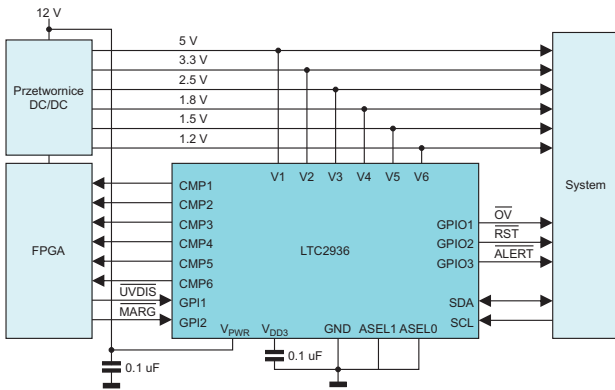 12 V
5 V
3.3 V
2.5 V
1.8 V
1.5 V
1.2 V
Przetwornice
DC/DC
V1 V2 V3 V4 V5 V6
System
FPGA
CMP1
CMP2
CMP3
CMP4
CMP5
CMP6
GPI1
GPI2
UVDIS
MARG
LTC2936
GPIO1
GPIO2
GPIO3
OV
RST
ALERT
SDA
SCL
VPWR VDD3 GND ASEL1 ASEL0
0.1 uF
0.1 uF